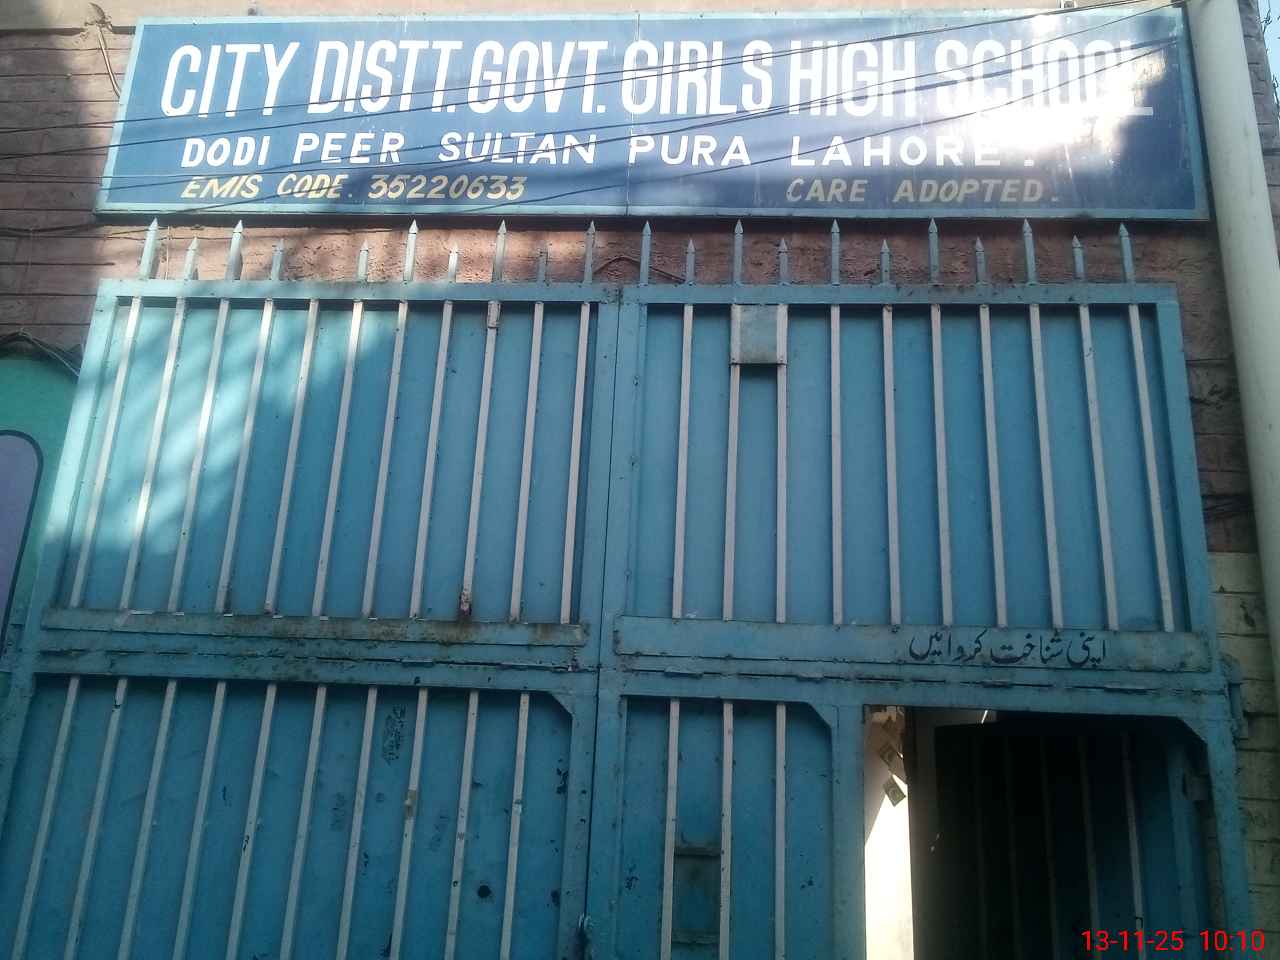 CITY DISTT. GOVT. GIRLS HIGH SCHOOL
DODI PEER SULTAN PURA LAHORE.
EMIS CODE. 35220633 CARE ADOPTED.
اپنی شناخت کروائیں
13-11-25 10:10